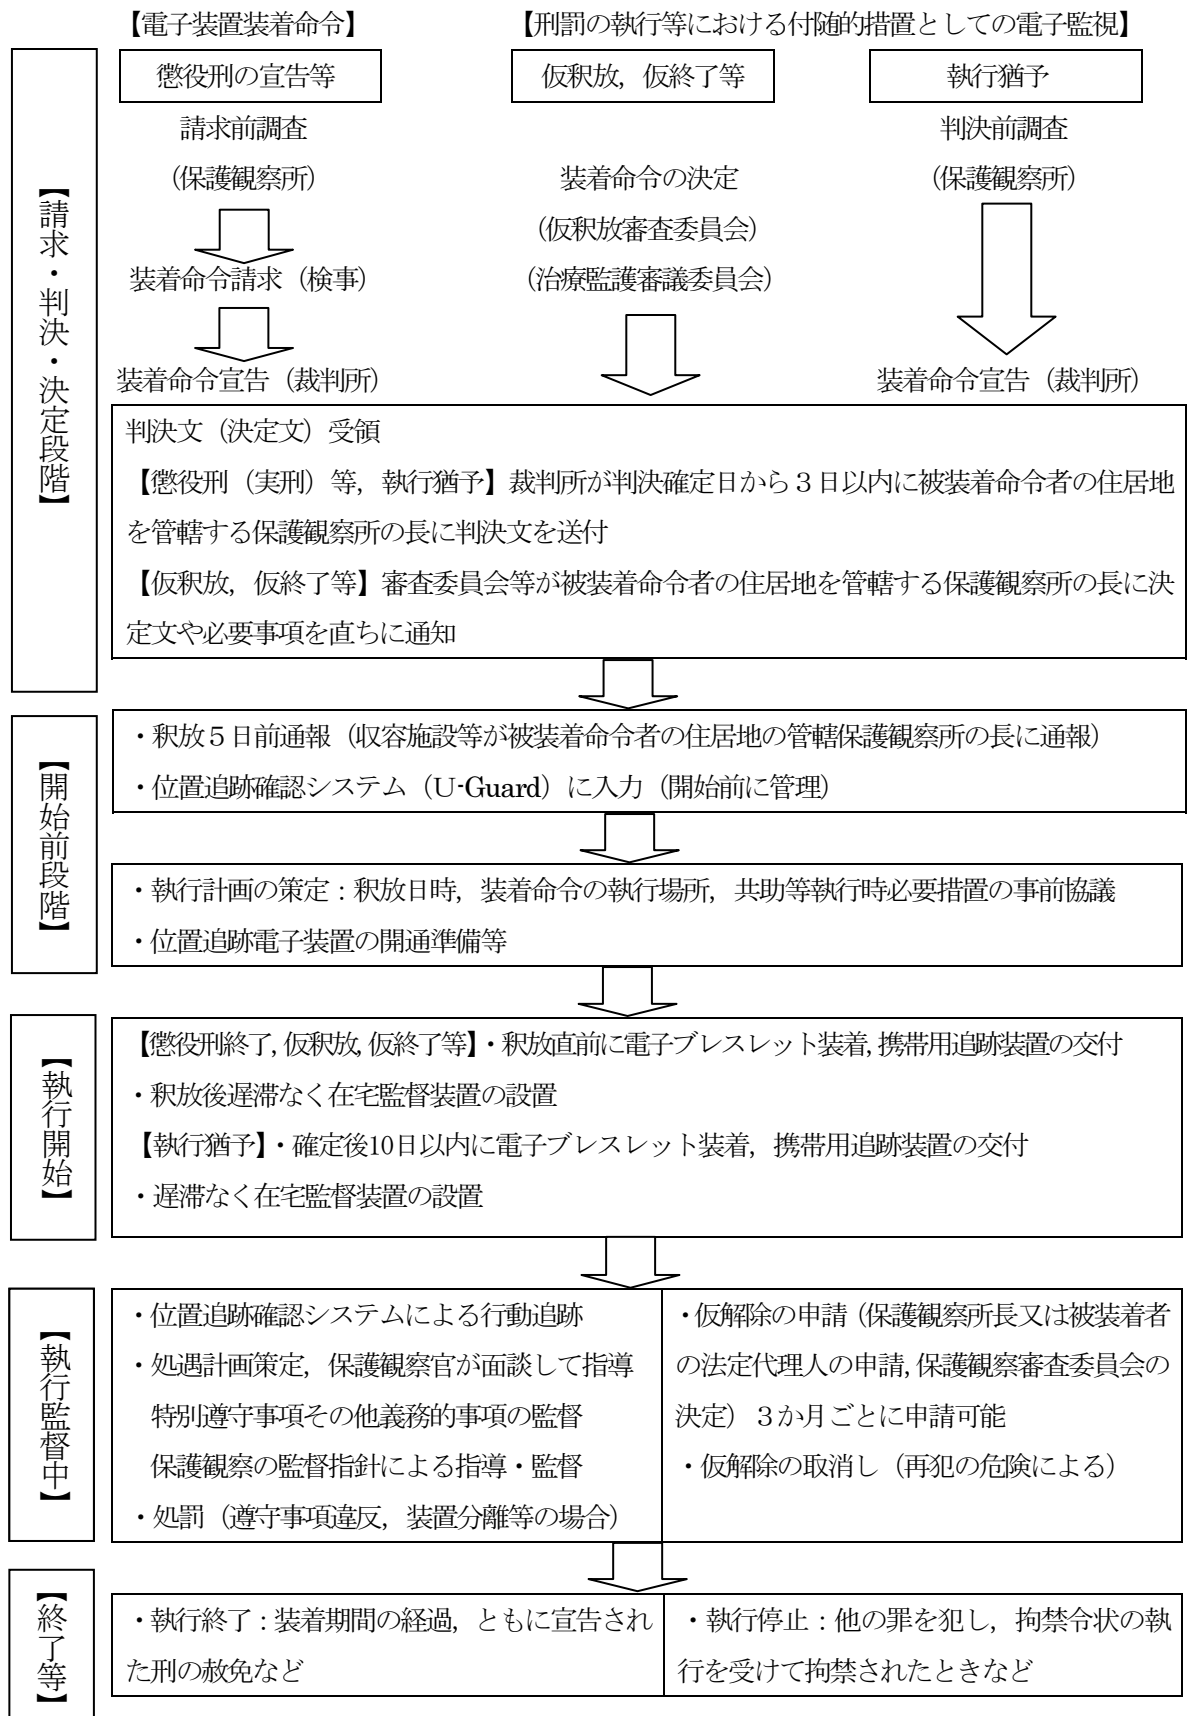 【電子装置装着命令】
【刑罰の執行等における付随的措置としての電子監視】
【請求・判決・決定段階】
懲役刑の宣告等
請求前調査
（保護観察所）
装着命令請求（検事）
装着命令宣告（裁判所）
仮釈放，仮終了等
装着命令の決定
（仮釈放審査委員会）
（治療監護審議委員会）
執行猶予
判決前調査
（保護観察所）
装着命令宣告（裁判所）
判決文（決定文）受領
【懲役刑（実刑）等，執行猶予】裁判所が判決確定日から３日以内に被装着命令者の住居地
を管轄する保護観察所の長に判決文を送付
【仮釈放，仮終了等】審査委員会等が被装着命令者の住居地を管轄する保護観察所の長に決
定文や必要事項を直ちに通知
【開始前段階】
・釈放５日前通報（収容施設等が被装着命令者の住居地の管轄保護観察所の長に通報）
・位置追跡確認システム（U-Guard）に入力（開始前に管理）
・執行計画の策定：釈放日時，装着命令の執行場所，共助等執行時必要措置の事前協議
・位置追跡電子装置の開通準備等
【執行開始】
【懲役刑終了，仮釈放，仮終了等】・釈放直前に電子ブレスレット装着，携帯用追跡装置の交付
・釈放後遅滞なく在宅監督装置の設置
【執行猶予】・確定後10日以内に電子ブレスレット装着，携帯用追跡装置の交付
・遅滞なく在宅監督装置の設置
【執行監督中】
・位置追跡確認システムによる行動追跡
・処遇計画策定，保護観察官が面談して指導
特別遵守事項その他義務的事項の監督
保護観察の監督指針による指導・監督
・処罰（遵守事項違反，装置分離等の場合）
・仮解除の申請（保護観察所長又は被装着者
の法定代理人の申請，保護観察審査委員会の
決定）３か月ごとに申請可能
・仮解除の取消し（再犯の危険による）
【終了等】
・執行終了：装着期間の経過，ともに宣告され
た刑の赦免など
・執行停止：他の罪を犯し，拘禁令状の執
行を受けて拘禁されたときなど